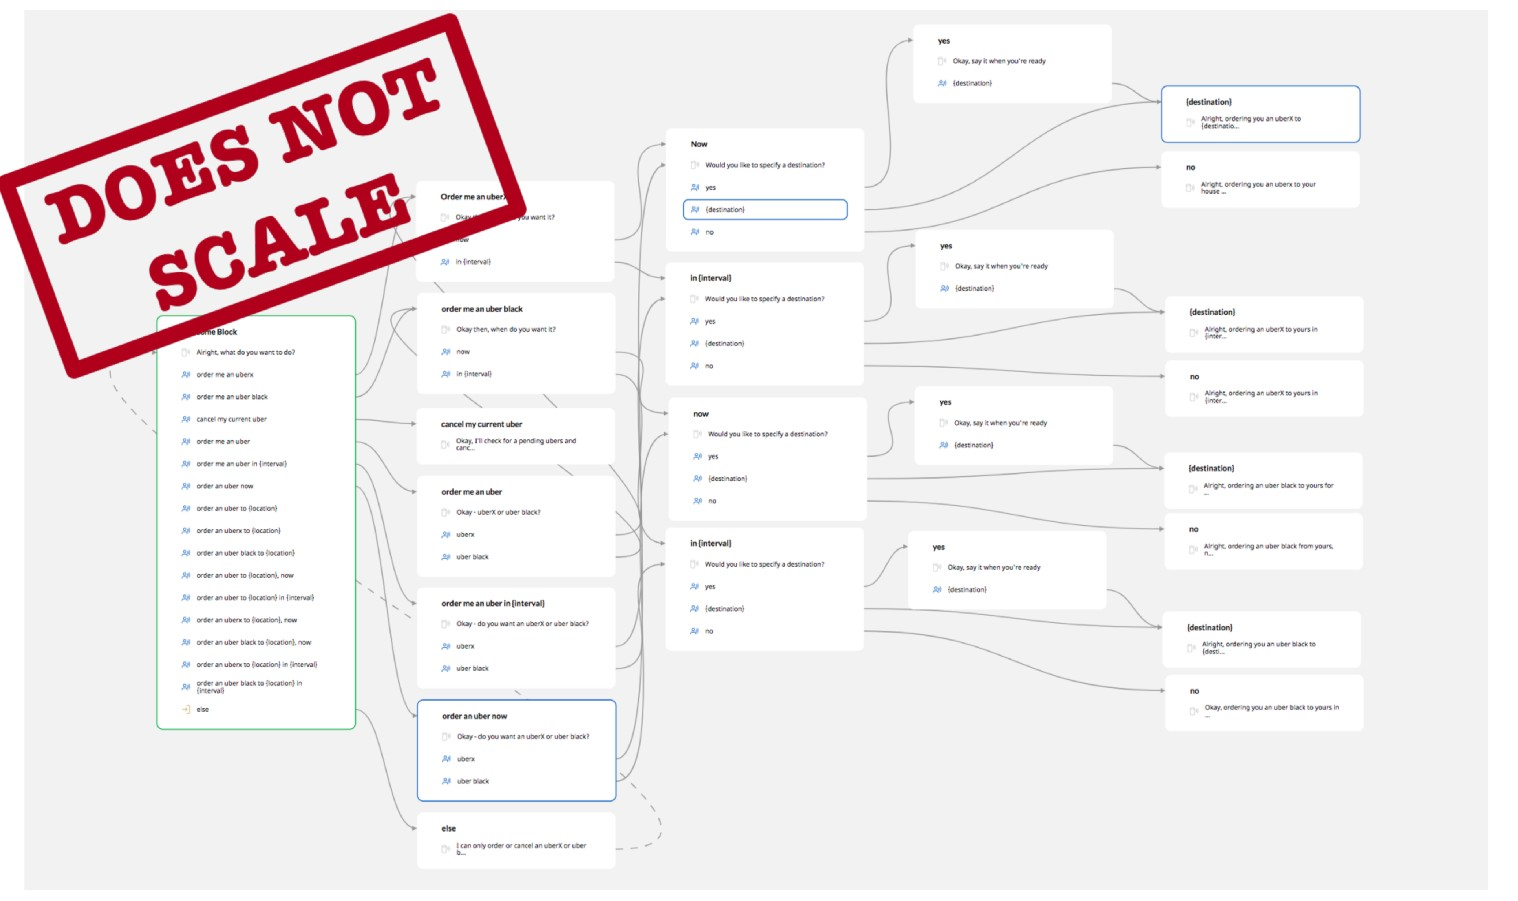 DOES NOT
SCALE
ome Block
Alright, what do you want to do?
order me an uberx
order me an uber black
cancel my current uber
order me an uber
order me an uber in {interval}
order an uber now
order an uber to {location}
order an uberx to {location}
order an uber black to {location}
order an uber to {location}, now
order an uber to {location} in {interval}
order an uberx to {location}, now
order an uber black to {location}, now
order an uberx to {location} in {interval}
order an uber black to {location} in
{interval}
else
Order me an uberx
Okay you want it?
now
in {interval}
order me an uber black
Okay then, when do you want it?
now
in {interval}
cancel my current uber
Okay, I'll check for a pending ubers and
canc...
order me an uber
Okay - uberX or uber black?
uberx
uber black
order me an uber in {interval}
Okay - do you want an uberX or uber black?
uberx
uber black
order an uber now
Okay - do you want an uberX or uber black?
uberx
uber black
else
I can only order or cancel an uberX or uber
b...
Now
Would you like to specify a destination?
yes
{destination}
no
in {interval}
Would you like to specify a destination?
yes
{destination}
no
now
Would you like to specify a destination?
yes
{destination}
no
in {interval}
Would you like to specify a destination?
yes
{destination}
no
yes
Okay, say it when you're ready
{destination}
yes
Okay, say it when you're ready
{destination}
yes
Okay, say it when you're ready
{destination}
yes
Okay, say it when you're ready
{destination}
{destination}
Alright, ordering you an uberX to
{destinatio...
no
Alright, ordering you an uberx to your
house ...
{destination}
Alright, ordering an uberX to yours in
{inter...
no
Alright, ordering an uberX to yours in
{inter...
{destination}
Alright, ordering an uber black to yours for
...
no
Alright, ordering an uber black from yours,
n...
{destination}
Alright, ordering you an uber black to
{desti...
no
Okay, ordering you an uber black to yours in
...